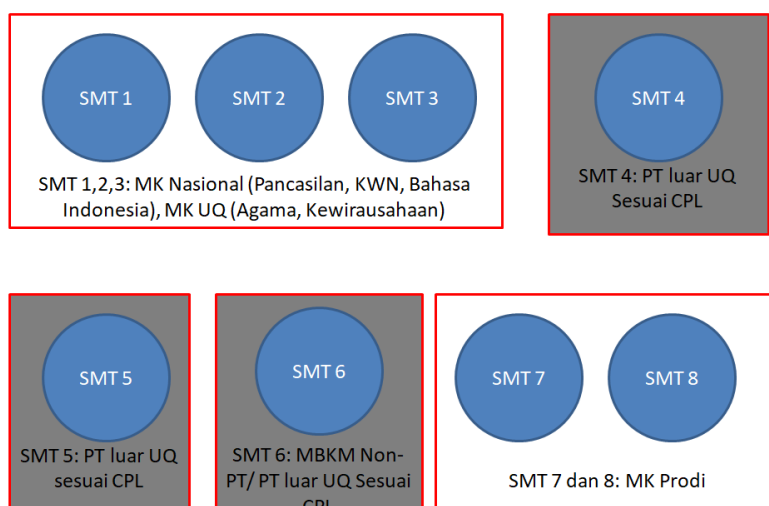 SMT 1
SMT 2
SMT 3
SMT 1,2,3: MK Nasional (Pancasilan, KWN, Bahasa
Indonesia), MK UQ (Agama, Kewirausahaan)
SMT 4
SMT 4: PT luar UQ
Sesuai CPL
SMT 5
SMT 5: PT luar UQ
sesuai CPL
SMT 6
SMT 6: MBKM Non-
PT/ PT luar UQ Sesuai
CPL
SMT 7
SMT 8
SMT 7 dan 8: MK Prodi